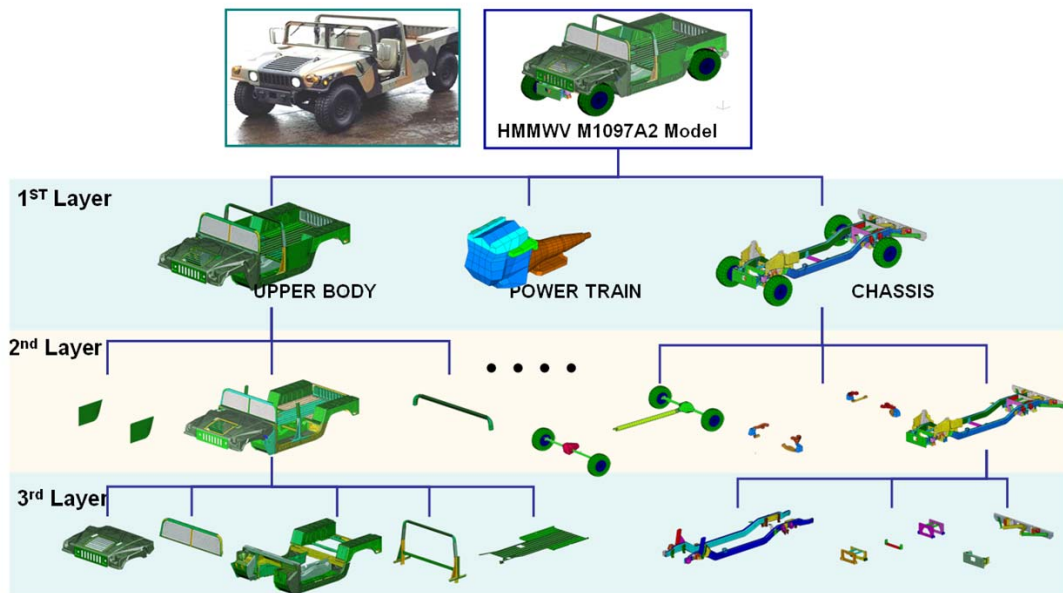 HMMWV M1097A2 Model
1ST Layer
UPPER BODY
POWER TRAIN
CHASSIS
2nd Layer
• • • •
3rd Layer